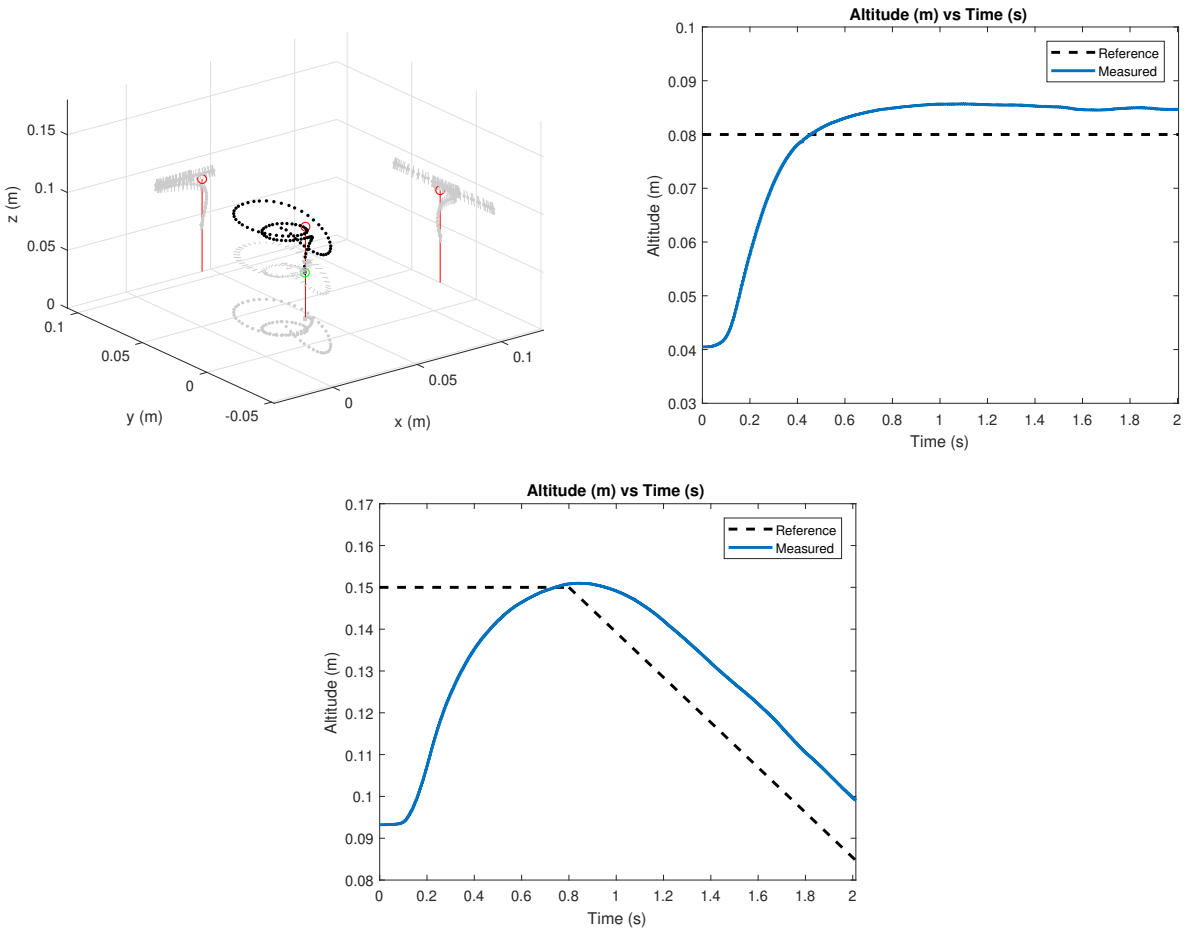 0.15
0.1
0.05
0
z (m)
0.1
0.05
0
-0.05
y (m)
0
0.05
0.1
x (m)
Altitude (m) vs Time (s)
Reference
Measured
0.1
0.09
0.08
0.07
0.06
0.05
0.04
0.03
Altitude (m)
0 0.2 0.4 0.6 0.8 1 1.2 1.4 1.6 1.8 2
Time (s)
Altitude (m) vs Time (s)
Reference
Measured
0.17
0.16
0.15
0.14
0.13
0.12
0.11
0.1
0.09
0.08
Altitude (m)
0 0.2 0.4 0.6 0.8 1 1.2 1.4 1.6 1.8 2
Time (s)